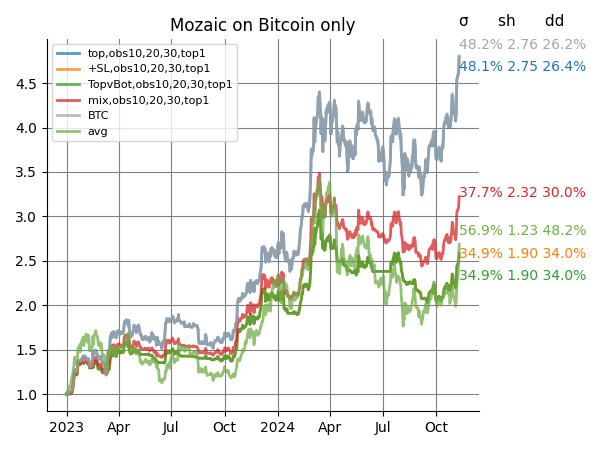 Mozaic on Bitcoin only
σ sh dd
48.2% 2.76 26.2%
48.1% 2.75 26.4%
37.7% 2.32 30.0%
56.9% 1.23 48.2%
34.9% 1.90 34.0%
34.9% 1.90 34.0%
top,obs10,20,30,top1
+SL,obs10,20,30,top1
TopvBot,obs10,20,30,top1
mix,obs10,20,30,top1
BTC
avg
4.5
4.0
3.5
3.0
2.5
2.0
1.5
1.0
2023 Apr Jul Oct 2024 Apr Jul Oct